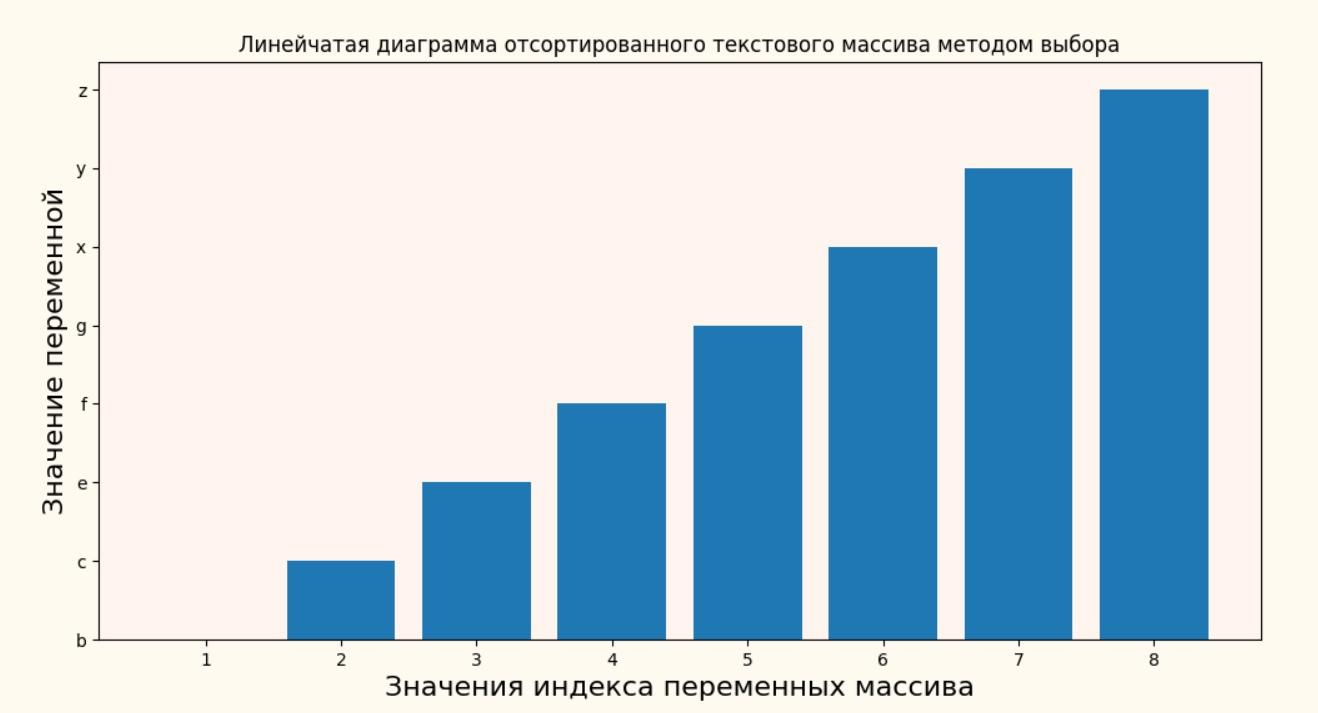 Линейчатая диаграмма отсортированного текстового массива методом выбора
Значение переменной
z
y
x
g
f
e
c
b
1 2 3 4 5 6 7 8
Значения индекса переменных массива